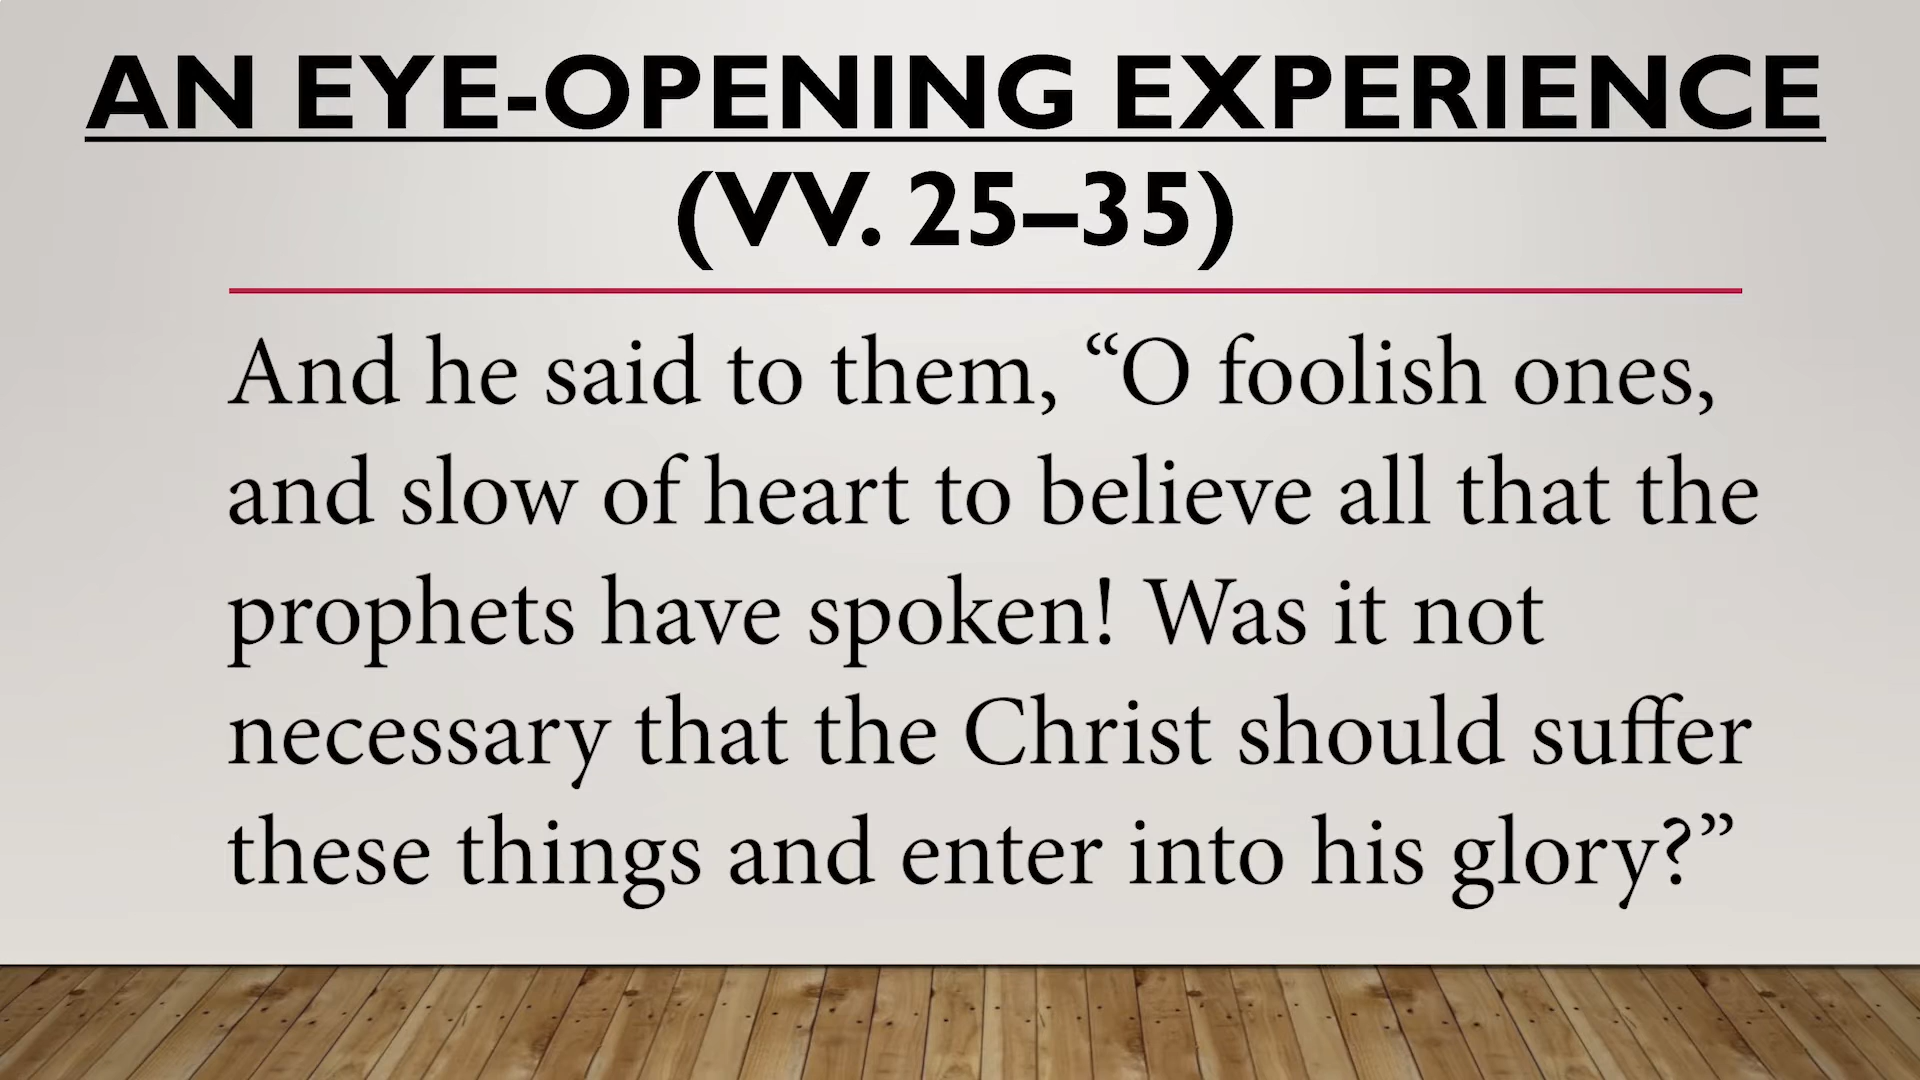 AN EYE-OPENING EXPERIENCE
(VV. 25–35)
And he said to them, “O foolish ones,
and slow of heart to believe all that the
prophets have spoken! Was it not
necessary that the Christ should suffer
these things and enter into his glory?”